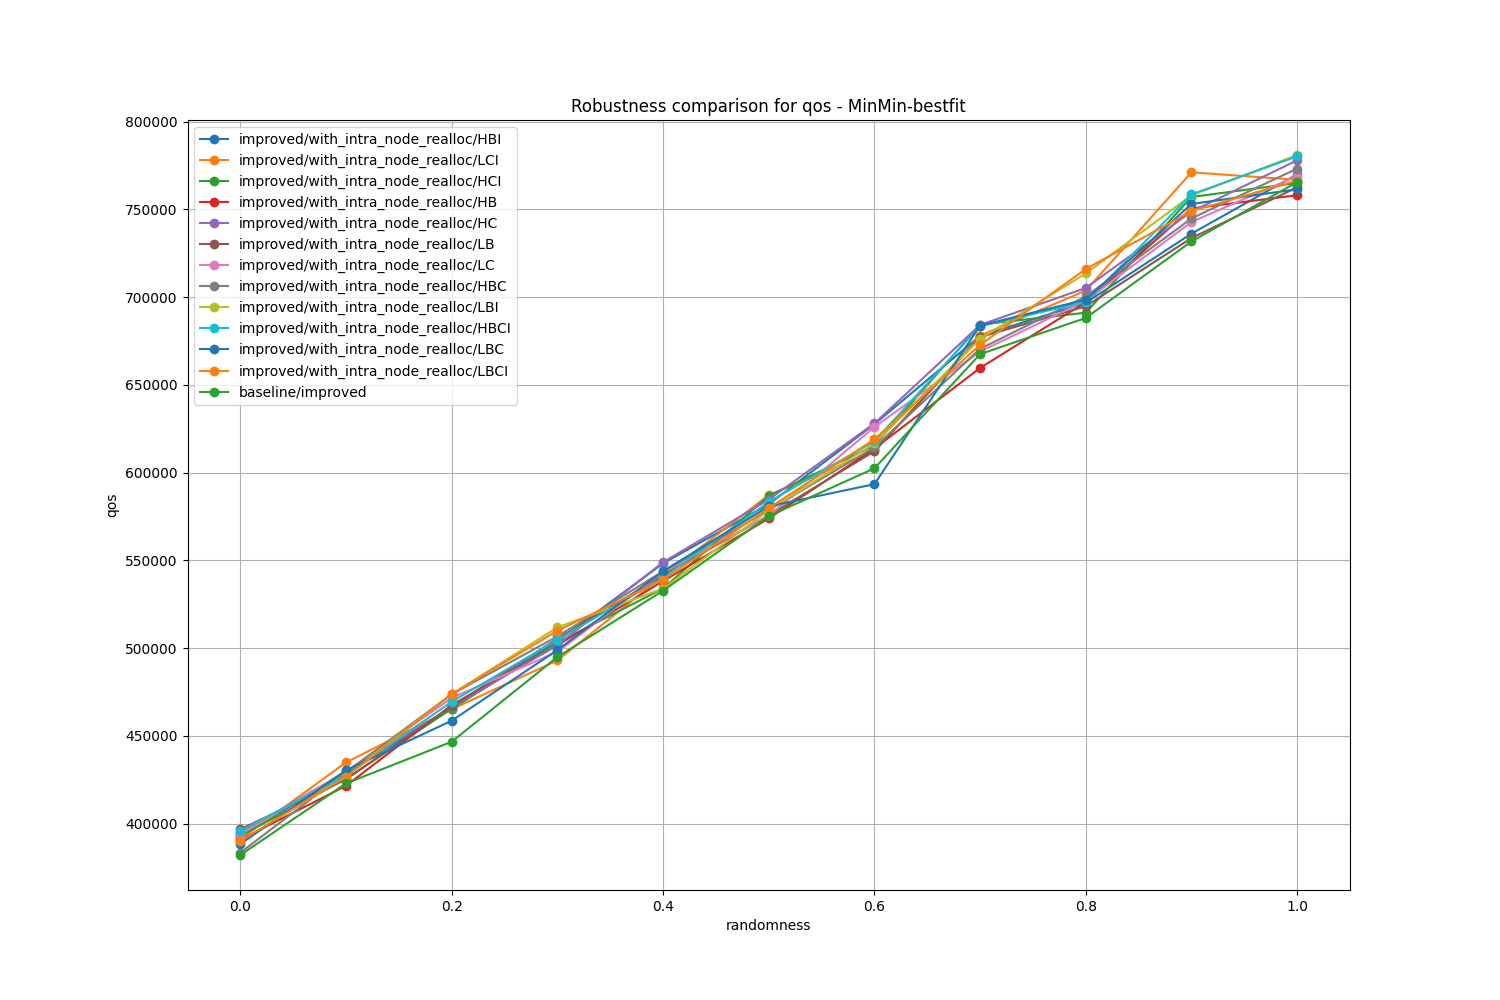 Robustness comparison for qos - MinMin-bestfit
800000
750000
700000
650000
600000
550000
500000
450000
400000
qos
improved/with_intra_node_realloc/HBI
improved/with_intra_node_realloc/LCI
improved/with_intra_node_realloc/HCI
improved/with_intra_node_realloc/HB
improved/with_intra_node_realloc/HC
improved/with_intra_node_realloc/LB
improved/with_intra_node_realloc/LC
improved/with_intra_node_realloc/HBC
improved/with_intra_node_realloc/LBI
improved/with_intra_node_realloc/HBCI
improved/with_intra_node_realloc/LBC
improved/with_intra_node_realloc/LBCI
baseline/improved
0.0 0.2 0.4 0.6 0.8 1.0
randomness